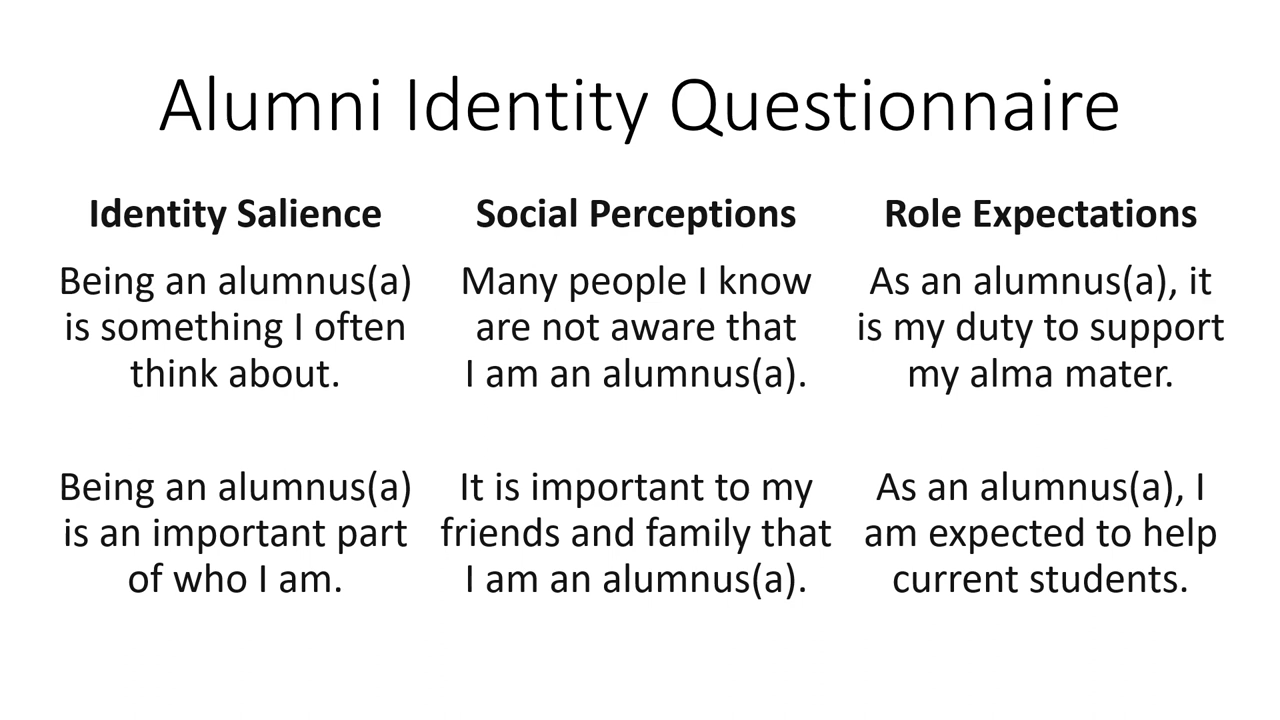 Alumni Identity Questionnaire
Identity Salience
Being an alumnus(a)
is something I often
think about.
Being an alumnus(a)
is an important part
of who I am.
Social Perceptions
Many people I know
are not aware that
I am an alumnus(a).
It is important to my
friends and family that
I am an alumnus(a).
Role Expectations
As an alumnus(a), it
is my duty to support
my alma mater.
As an alumnus(a), I
am expected to help
current students.